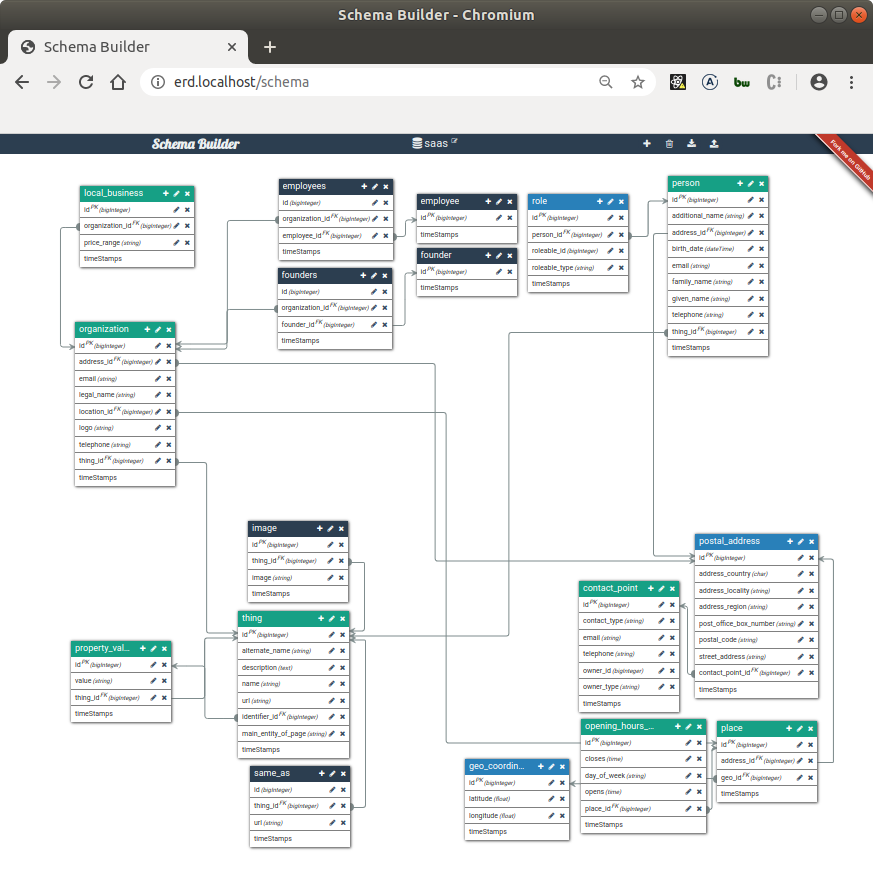 Schema Builder - Chromium
Schema Builder
erd.localhost/schema
Schema Builder
saas
Fork me on GitHub
local_business
id PK (bigInteger)
organization_id FK (bigInteger)
price_range (string)
timeStamps
employees
id (bigInteger)
organization_id FK (bigInteger)
employee_id FK (bigInteger)
timeStamps
employee
id PK (bigInteger)
timeStamps
role
id PK (bigInteger)
person_id FK (bigInteger)
roleable_id (bigInteger)
roleable_type (string)
timeStamps
person
id PK (bigInteger)
additional_name (string)
address_id FK (bigInteger)
birth_date (dateTime)
email (string)
family_name (string)
given_name (string)
telephone (string)
thing_id FK (bigInteger)
timeStamps
founders
id (bigInteger)
organization_id FK (bigInteger)
founder_id FK (bigInteger)
timeStamps
founder
id PK (bigInteger)
timeStamps
organization
id PK (bigInteger)
address_id FK (bigInteger)
email (string)
legal_name (string)
location_id FK (bigInteger)
logo (string)
telephone (string)
thing_id FK (bigInteger)
timeStamps
image
id PK (bigInteger)
thing_id FK (bigInteger)
image (string)
timeStamps
postal_address
id PK (bigInteger)
address_country (char)
address_locality (string)
address_region (string)
post_office_box_number (string)
postal_code (string)
street_address (string)
contact_point_id FK (bigInteger)
timeStamps
contact_point
id PK (bigInteger)
contact_type (string)
email (string)
telephone (string)
owner_id (bigInteger)
owner_type (string)
timeStamps
thing
id PK (bigInteger)
alternate_name (string)
description (text)
name (string)
url (string)
identifier_id FK (bigInteger)
main_entity_of_page (string)
timeStamps
property_val...
id PK (bigInteger)
value (string)
thing_id FK (bigInteger)
timeStamps
opening_hours_...
id PK (bigInteger)
closes (time)
day_of_week (string)
opens (time)
place_id FK (bigInteger)
timeStamps
place
id PK (bigInteger)
address_id FK (bigInteger)
geo_id FK (bigInteger)
timeStamps
geo_coordin...
id PK (bigInteger)
latitude (float)
longitude (float)
timeStamps
same_as
id (bigInteger)
thing_id FK (bigInteger)
url (string)
timeStamps